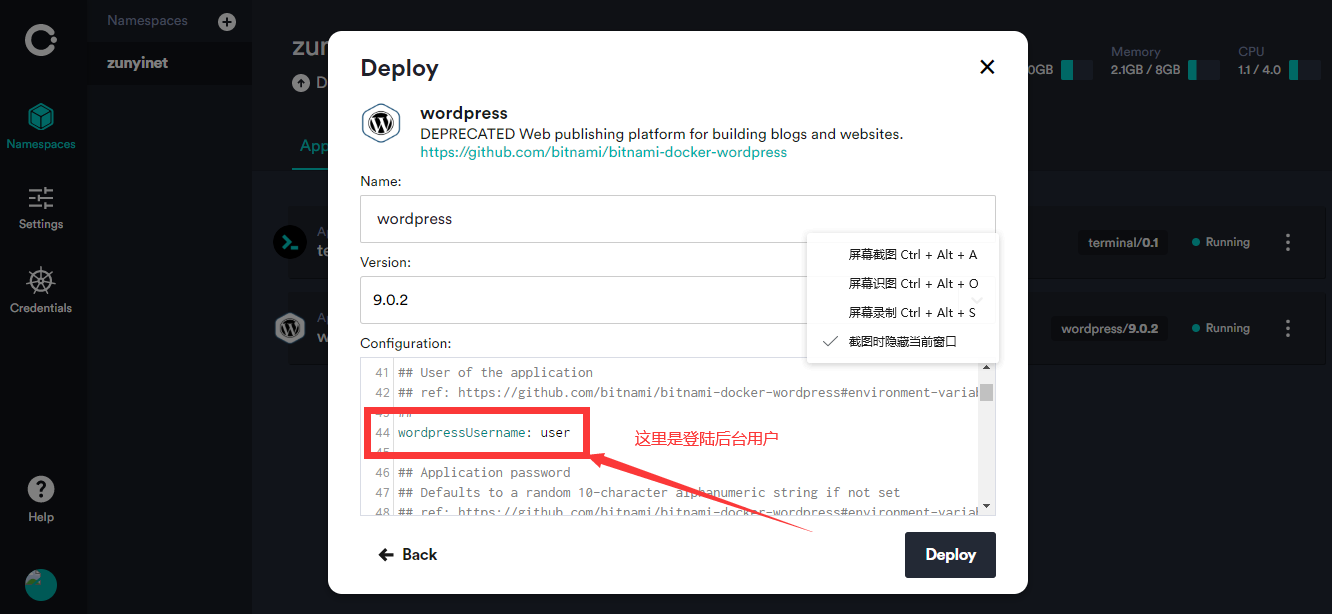 Namespaces
zunyinet
Namespaces
Settings
Credentials
Help
zun
D
App
0GB
Memory
2.1GB / 8GB
CPU
1.1 / 4.0
Deploy
wordpress
DEPRECATED Web publishing platform for building blogs and websites.
https://github.com/bitnami/bitnami-docker-wordpress
Name:
wordpress
Version:
9.0.2
屏幕截图 Ctrl + Alt + A
屏幕识图 Ctrl + Alt + O
屏幕录制 Ctrl + Alt + S
截图时隐藏当前窗口
Configuration:
41 ## User of the application
42 ## ref: https://github.com/bitnami/bitnami-docker-wordpress#environment-varia
43 ##
44 wordpressUsername: user
45
46 ## Application password
47 ## Defaults to a random 10-character alphanumeric string if not set
48 ## ref: https://github.com/bitnami/bitnami-docker-wordpress#environment-varia
这里是登陆后台用户
Back
Deploy
Ap
te
terminal/0.1
Running
Ap
w
wordpress/9.0.2
Running